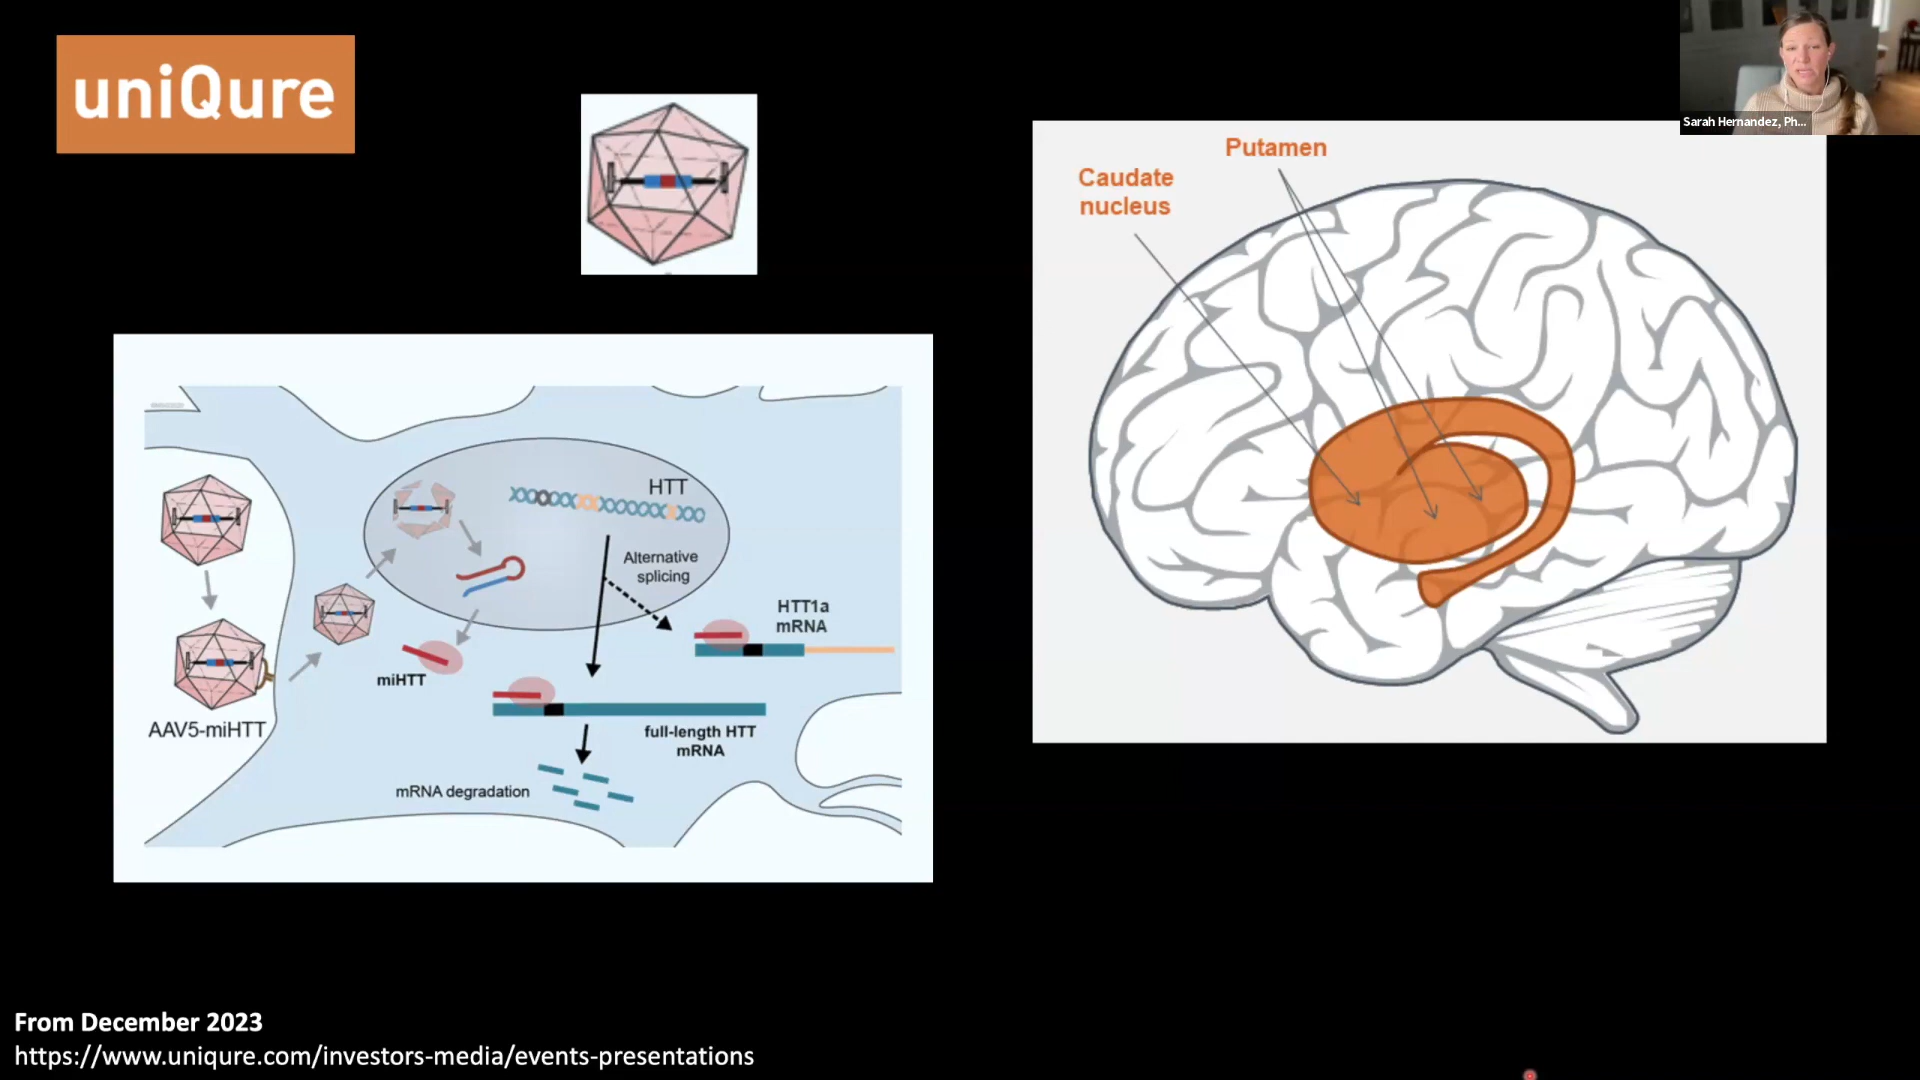 uniQure
Sarah Hernandez, Ph...
Putamen
Caudate
nucleus
HTT
Alternative
splicing
HTT1a
mRNA
miHTT
AAV5-miHTT
full-length HTT
mRNA
mRNA degradation
From December 2023
https://www.uniqure.com/investors-media/events-presentations